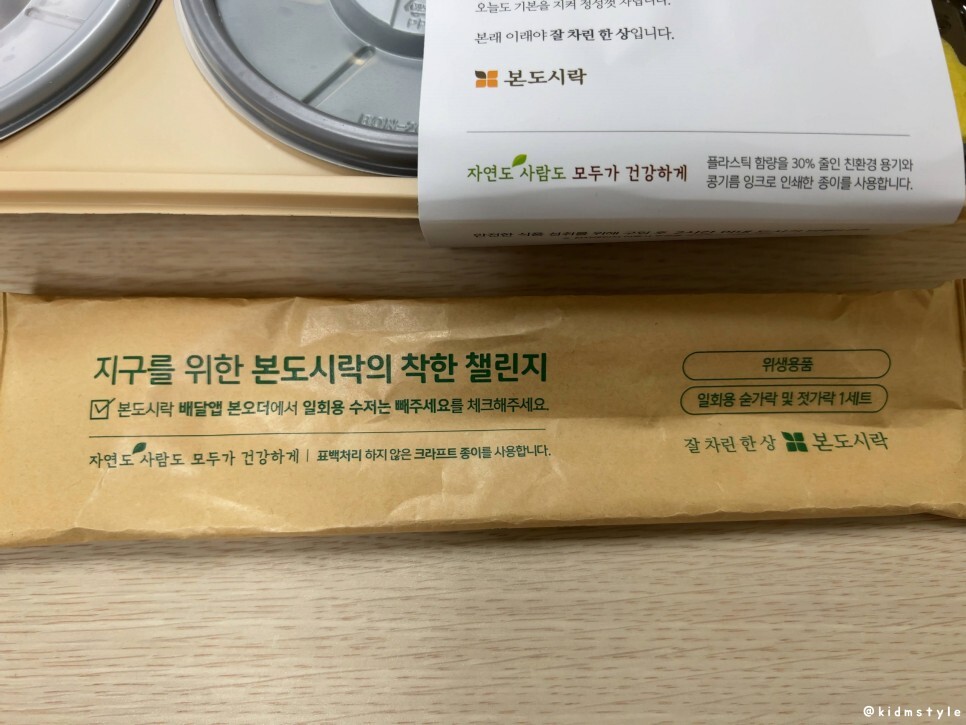 오늘도 기본을 지켜 정성껏 차립니다.
본래 이래야 잘 차린 한 상입니다.
본도시락
자연도 사람도 모두가 건강하게
플라스틱 함량을 30% 줄인 친환경 용기와
콩기름 잉크로 인쇄한 종이를 사용합니다.
지구를 위한 본도시락의 착한 챌린지
본도시락 배달앱 본오더에서 일회용 수저는 빼주세요를 체크해주세요.
자연도 사람도 모두가 건강하게 | 표백처리 하지 않은 크라프트 종이를 사용합니다.
위생용품
일회용 숟가락 및 젓가락 1세트
잘 차린 한 상 본도시락
@kidmstyle